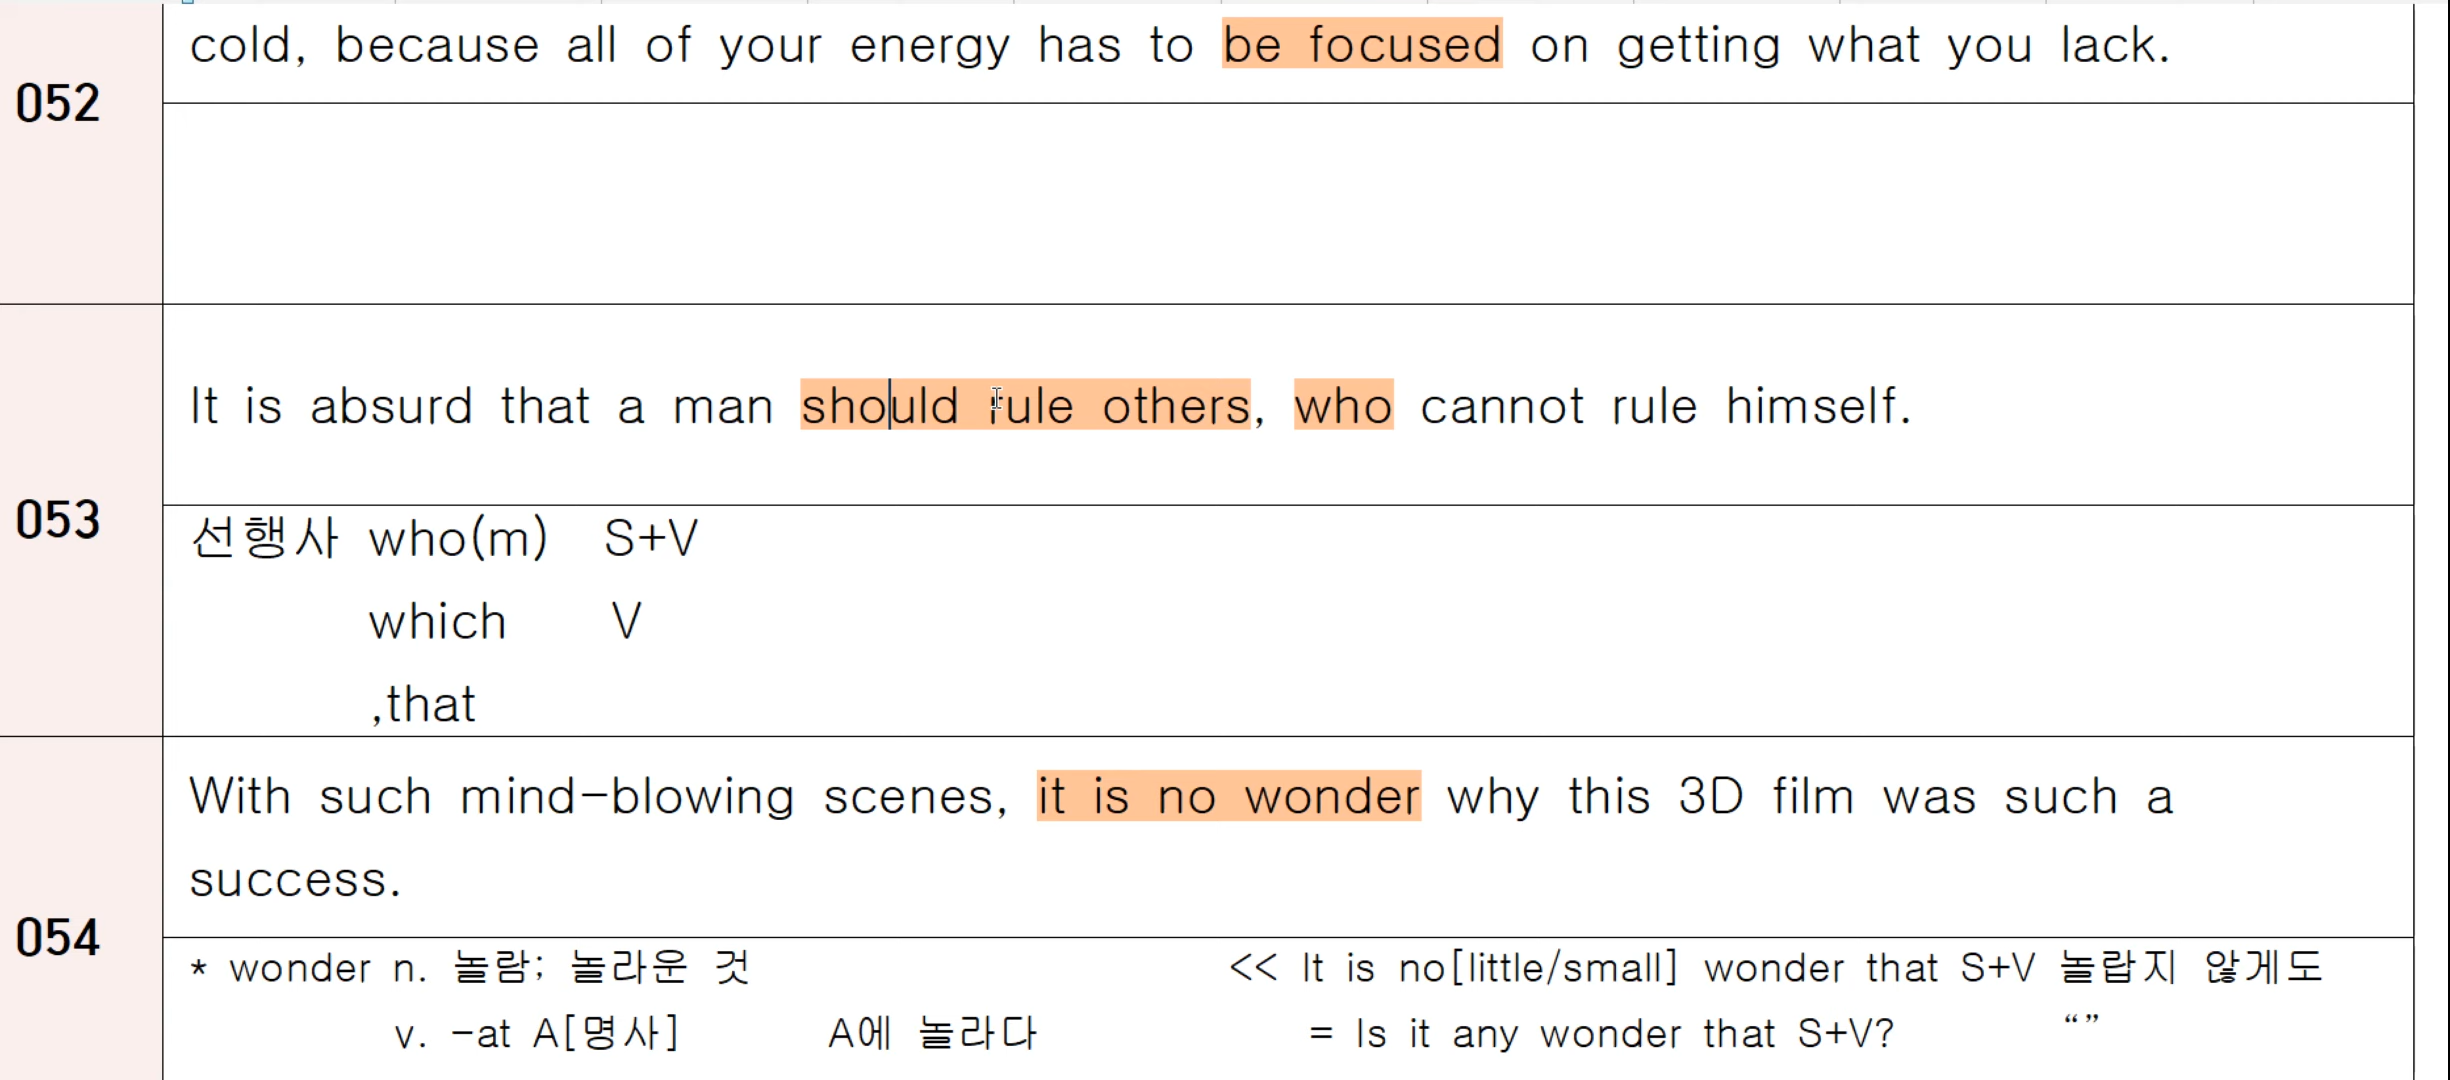 cold, because all of your energy has to be focused on getting what you lack.
052
It is absurd that a man should rule others, who cannot rule himself.
053
선행사 who(m) S+V
which V
,that
With such mind-blowing scenes, it is no wonder why this 3D film was such a
success.
054
* wonder n. 놀람; 놀라운 것 << It is no[little/small] wonder that S+V 놀랍지 않게도
v. -at A[명사] A에 놀라다 = Is it any wonder that S+V? “”